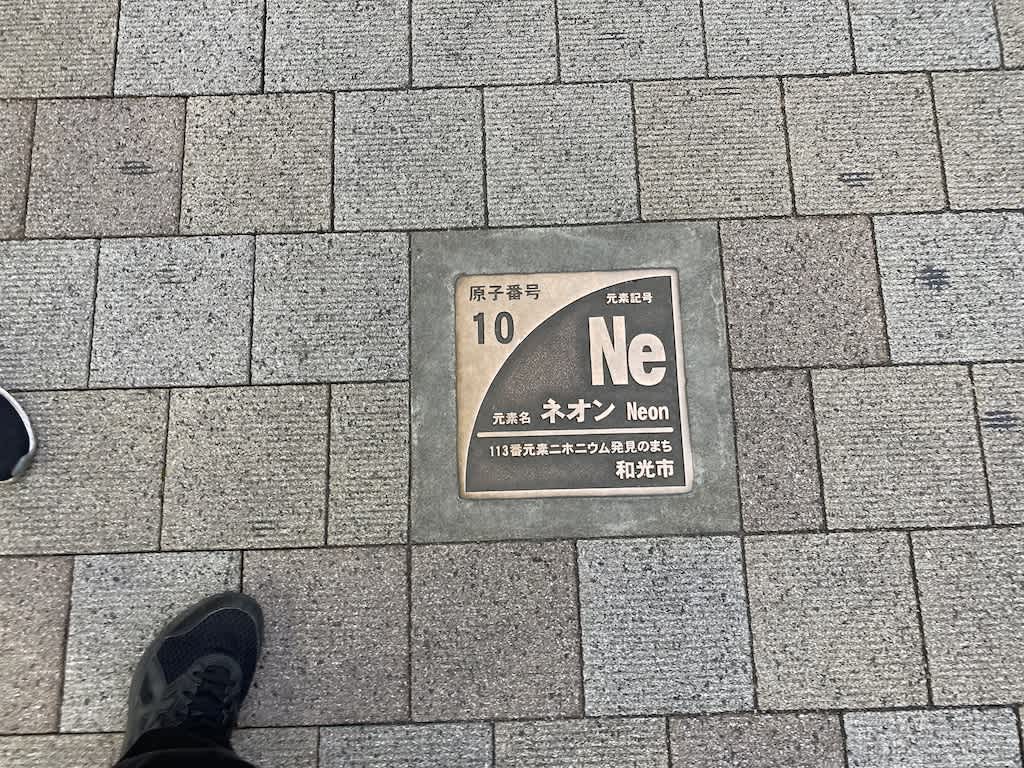 原子番号
10
元素記号
Ne
元素名 ネオン Neon
113番元素ニホニウム発見のまち
和光市